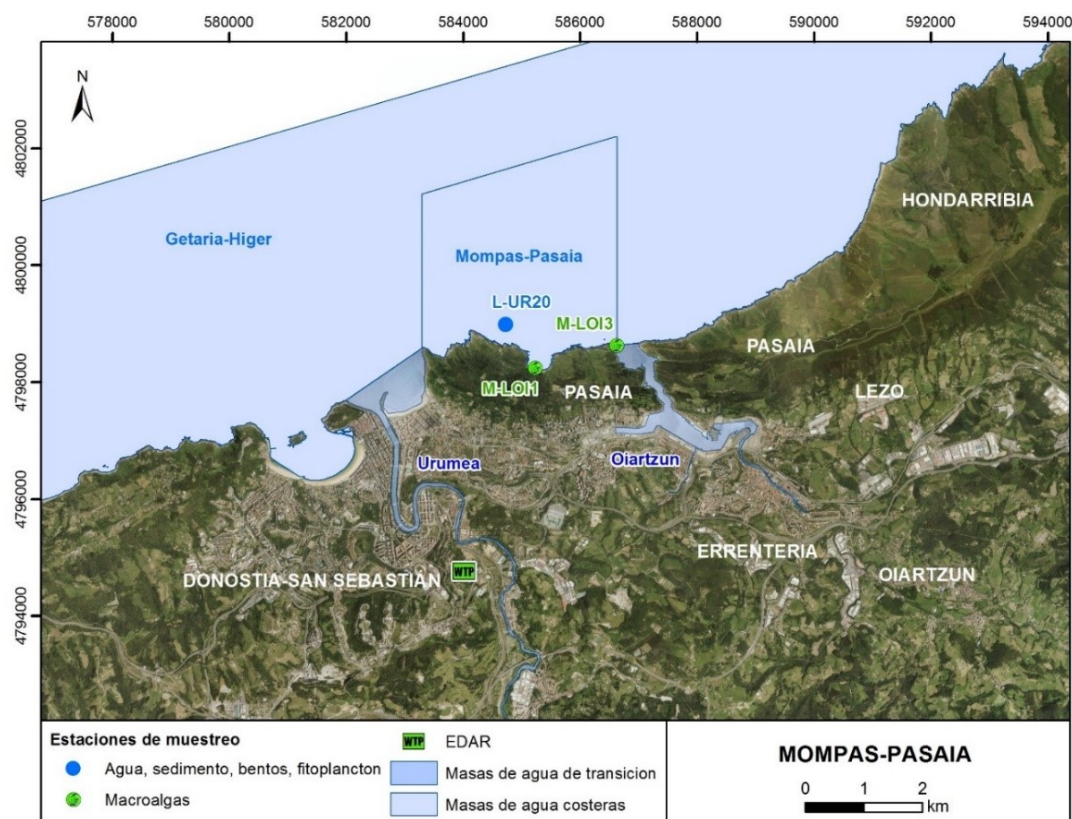 578000 580000 582000 584000 586000 588000 590000 592000 594000
4802000
4800000
4798000
4796000
4794000
N
HONDARRIBIA
Getaria-Higer
Mompas-Pasaia
L-UR20
M-LOI3
PASAIA
M-LOI1
PASAIA
LEZO
Urumea
Oiartzun
ERRENTERIA
DONOSTIA-SAN SEBASTIÁN
WTP
OIARTZUN
Estaciones de muestreo
Agua, sedimento, bentos, fitoplancton
Macroalgas
WTP EDAR
Masas de agua de transicion
Masas de agua costeras
MOMPAS-PASAIA
0 1 2
km